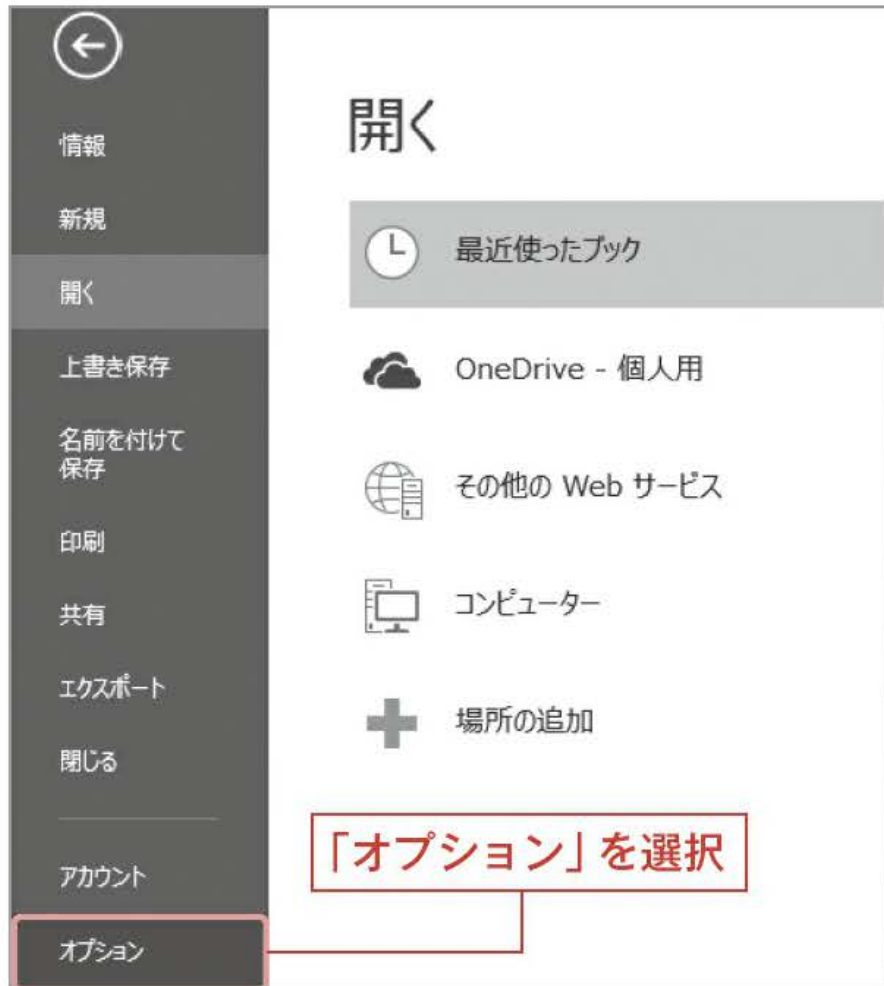 情報
新規
開く
上書き保存
名前を付けて
保存
印刷
共有
エクスポート
閉じる
アカウント
オプション
開く
最近使ったブック
OneDrive - 個人用
その他の Web サービス
コンピューター
場所の追加
「オプション」を選択